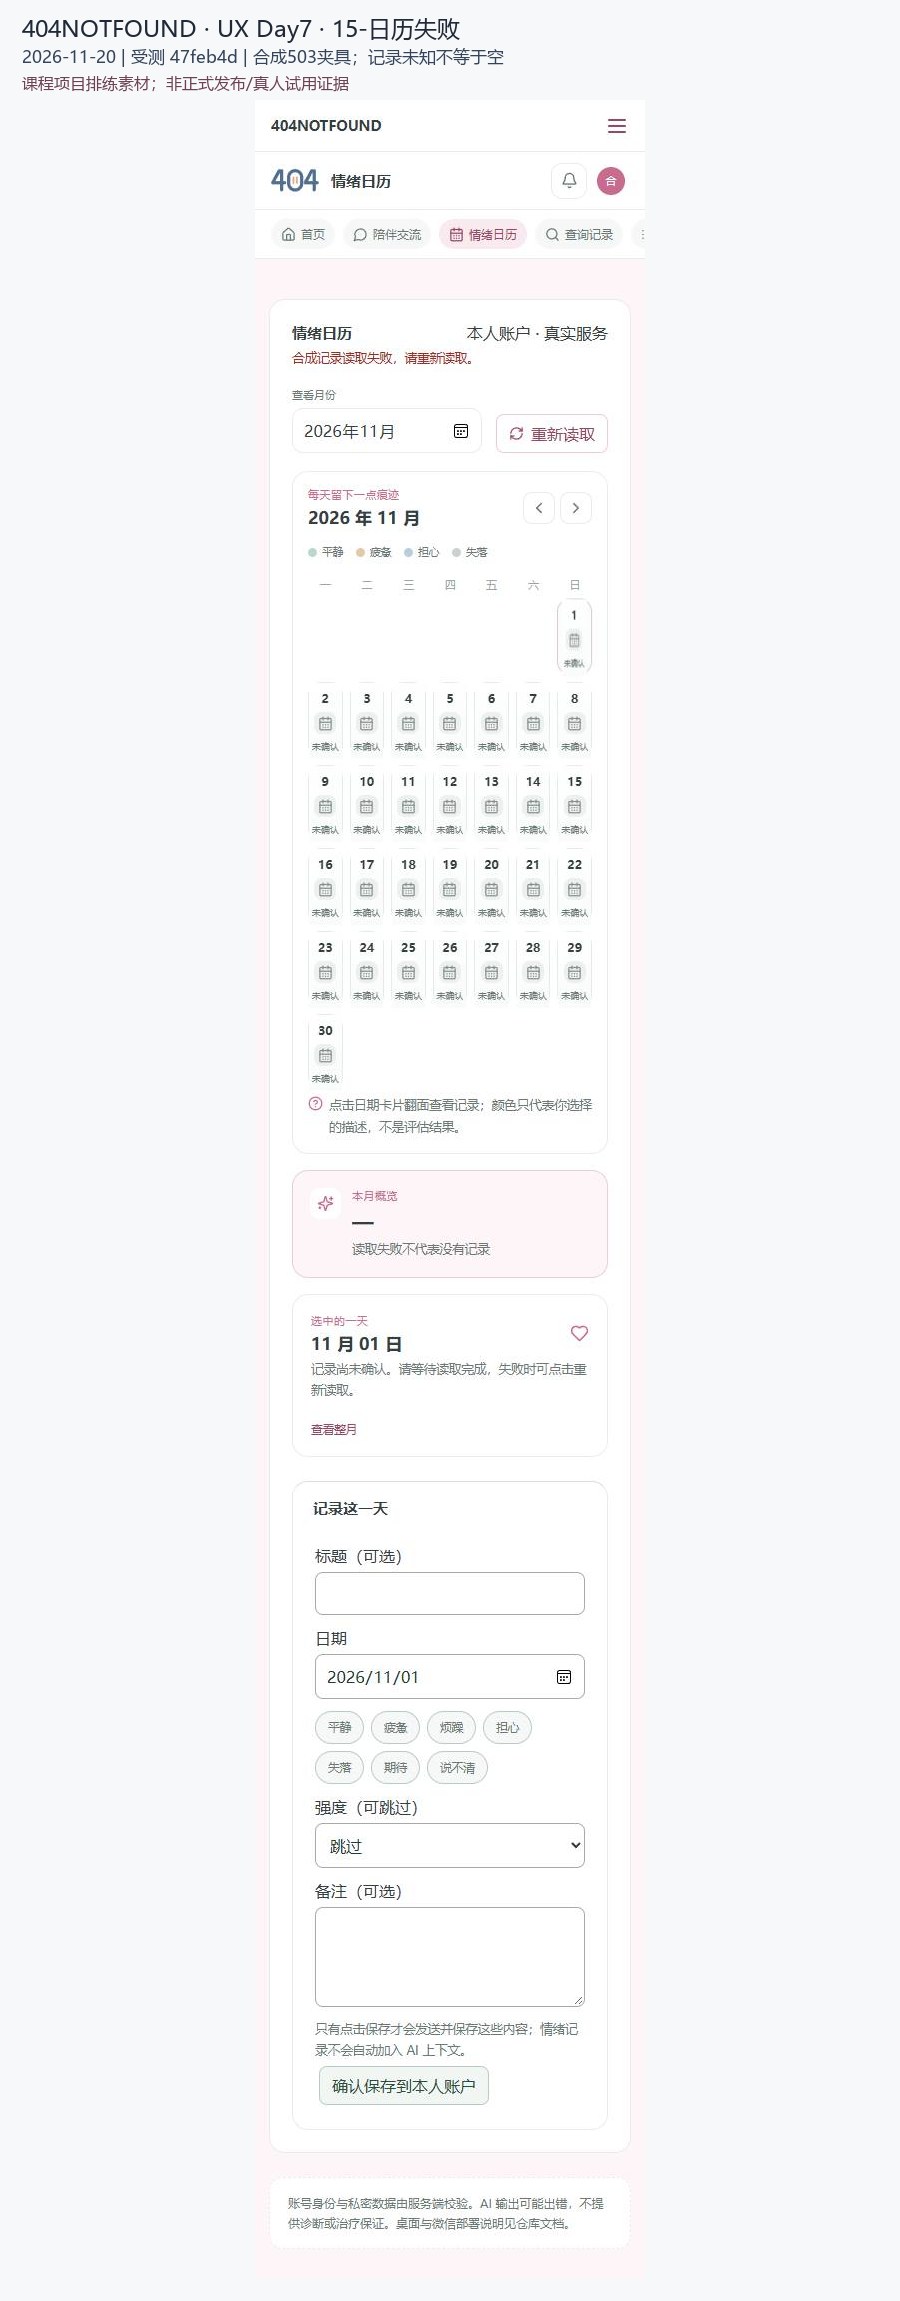 404NOTFOUND · UX Day7 · 15-日历失败
2026-11-20 | 受测 47feb4d | 合成503夹具；记录未知不等于空
课程项目排练素材；非正式发布/真人试用证据
404NOTFOUND
404 情绪日历 合
首页 陪伴交流 情绪日历 查询记录
情绪日历 本人账户 · 真实服务
合成记录读取失败，请重新读取。
查看月份
2026年11月 重新读取
每天留下一点痕迹
2026 年 11 月
平静 疲惫 担心 失落
一 二 三 四 五 六 日
1
未确认
2 3 4 5 6 7 8
未确认 未确认 未确认 未确认 未确认 未确认 未确认
9 10 11 12 13 14 15
未确认 未确认 未确认 未确认 未确认 未确认 未确认
16 17 18 19 20 21 22
未确认 未确认 未确认 未确认 未确认 未确认 未确认
23 24 25 26 27 28 29
未确认 未确认 未确认 未确认 未确认 未确认 未确认
30
未确认
点击日期卡片翻面查看记录；颜色只代表你选择
的描述，不是评估结果。
本月概览
—
读取失败不代表没有记录
选中的一天
11 月 01 日
记录尚未确认。请等待读取完成，失败时可点击重
新读取。
查看整月
记录这一天
标题（可选）
日期
2026/11/01
平静 疲惫 烦躁 担心
失落 期待 说不清
强度（可跳过）
跳过
备注（可选）
只有点击保存才会发送并保存这些内容；情绪记
录不会自动加入 AI 上下文。
确认保存到本人账户
账号身份与私密数据由服务端校验。AI 输出可能出错，不提
供诊断或治疗保证。桌面与微信部署说明见仓库文档。